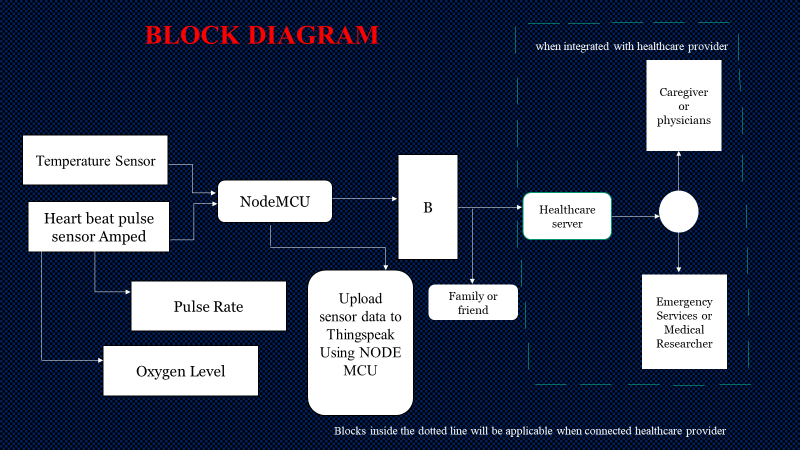 BLOCK DIAGRAM
when integrated with healthcare provider
Caregiver
or
physicians
Temperature Sensor
Heart beat pulse
sensor Amped
NodeMCU
B
Healthcare
server
Pulse Rate
Oxygen Level
Upload
sensor data to
Thingspeak
Using NODE
MCU
Family or
friend
Emergency
Services or
Medical
Researcher
Blocks inside the dotted line will be applicable when connected healthcare provider